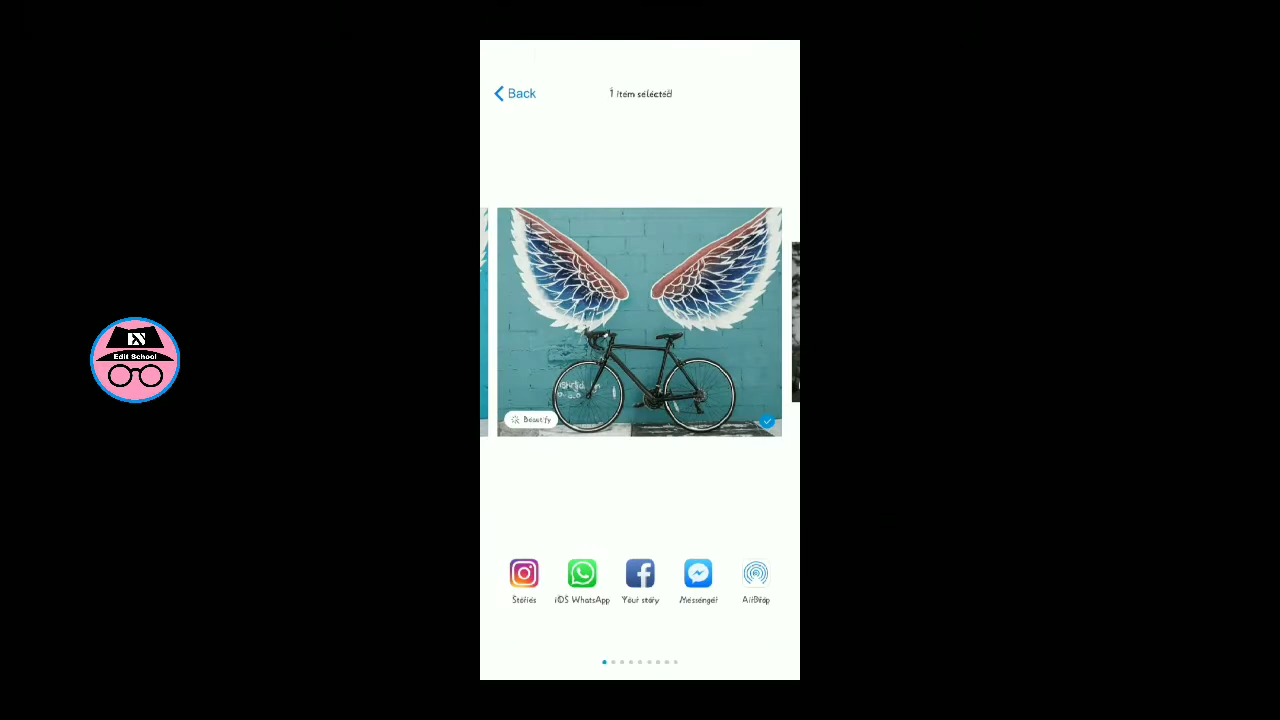 Back
1 item selected
Beautify
Stories
iOS WhatsApp
Your story
Messenger
AirDrop
Edit School